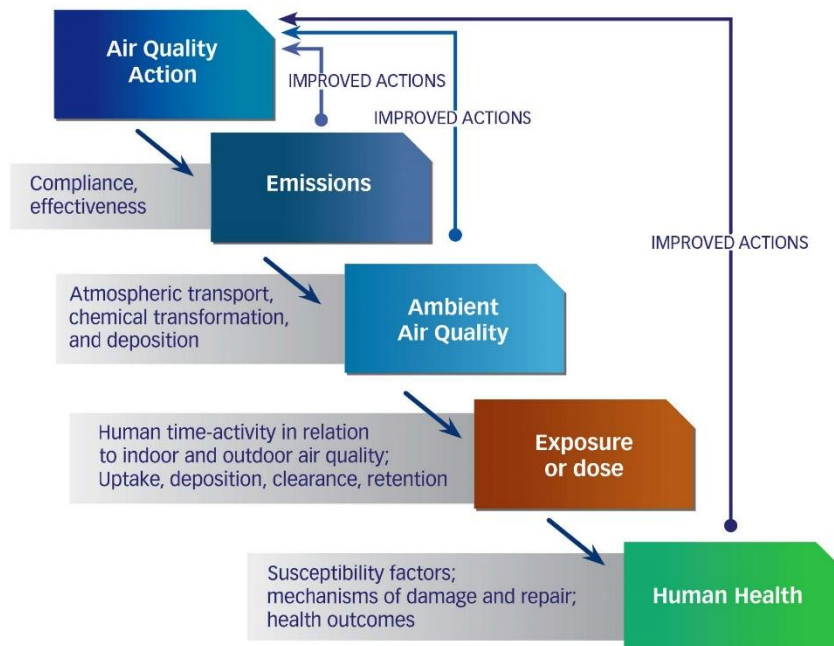 Air Quality
Action
IMPROVED ACTIONS
IMPROVED ACTIONS
Compliance,
effectiveness
Emissions
IMPROVED ACTIONS
Atmospheric transport,
chemical transformation,
and deposition
Ambient
Air Quality
Human time-activity in relation
to indoor and outdoor air quality;
Uptake, deposition, clearance, retention
Exposure
or dose
Susceptibility factors;
mechanisms of damage and repair;
health outcomes
Human Health